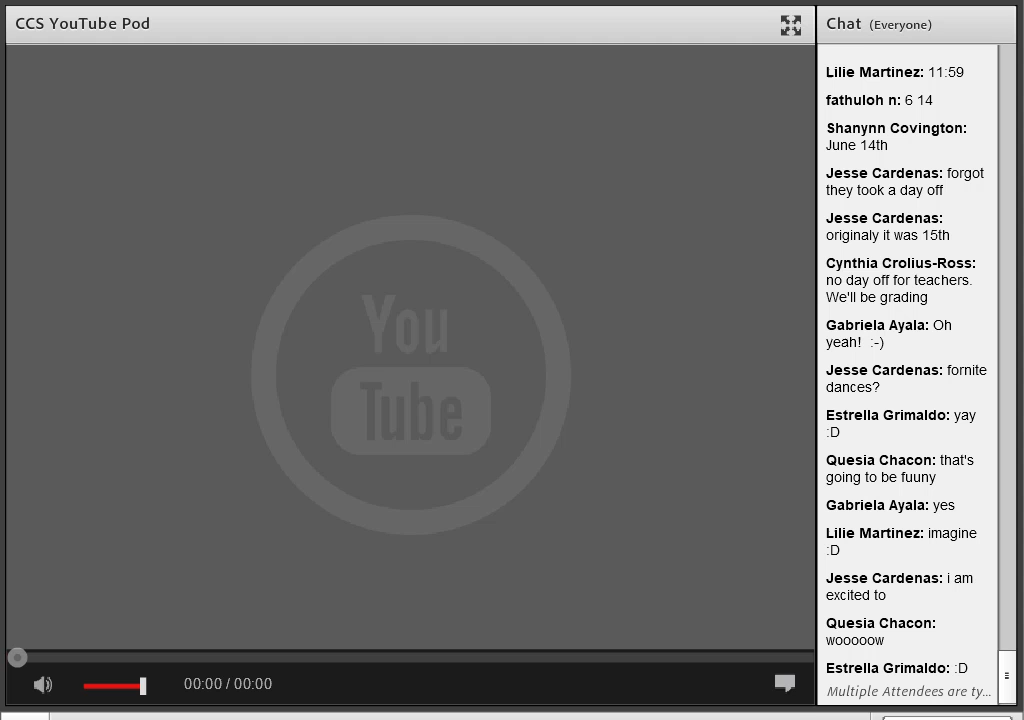 CCS YouTube Pod
You
Tube
00:00 / 00:00
Chat (Everyone)
Lilie Martinez: 11:59
fathuloh n: 6 14
Shanynn Covington:
June 14th
Jesse Cardenas: forgot
they took a day off
Jesse Cardenas:
originaly it was 15th
Cynthia Crolius-Ross:
no day off for teachers.
We'll be grading
Gabriela Ayala: Oh
yeah!  :-)
Jesse Cardenas: fornite
dances?
Estrella Grimaldo: yay
:D
Quesia Chacon: that's
going to be fuuny
Gabriela Ayala: yes
Lilie Martinez: imagine
:D
Jesse Cardenas: i am
excited to
Quesia Chacon:
wooooow
Estrella Grimaldo: :D
Multiple Attendees are ty...